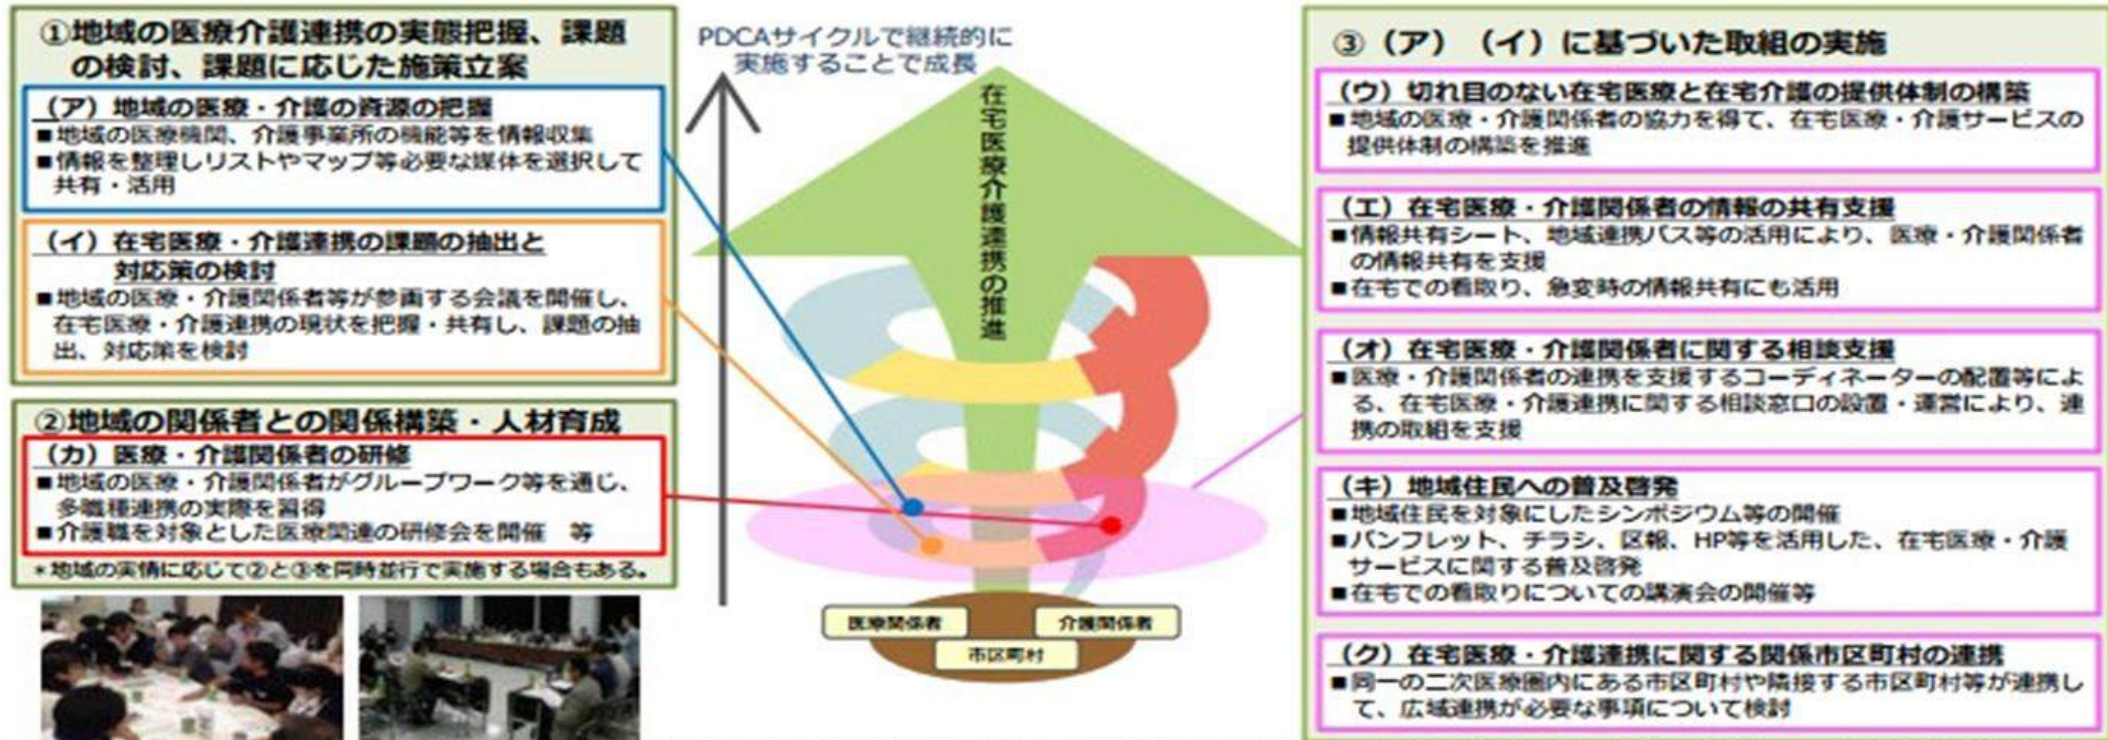 ①地域の医療介護連携の実態把握、課題
の検討、課題に応じた施策立案
（ア）地域の医療・介護の資源の把握
■地域の医療機関、介護事業所の機能等を情報収集
■情報を整理しリストやマップ等必要な媒体を選択して
共有・活用
（イ）在宅医療・介護連携の課題の抽出と
対応策の検討
■地域の医療・介護関係者等が参画する会議を開催し、
在宅医療・介護連携の現状を把握・共有し、課題の抽
出、対応策を検討
②地域の関係者との関係構築・人材育成
（カ）医療・介護関係者の研修
■地域の医療・介護関係者がグループワーク等を通じ、
多職種連携の実際を習得
■介護職を対象とした医療関連の研修会を開催　等
＊地域の実情に応じて②と③を同時並行で実施する場合もある。
PDCAサイクルで継続的に
実施することで成長
在宅医療介護連携の推進
医療関係者
介護関係者
市区町村
③（ア）（イ）に基づいた取組の実施
（ウ）切れ目のない在宅医療と在宅介護の提供体制の構築
■地域の医療・介護関係者の協力を得て、在宅医療・介護サービスの
提供体制の構築を推進
（エ）在宅医療・介護関係者の情報の共有支援
■情報共有シート、地域連携パス等の活用により、医療・介護関係者
の情報共有を支援
■在宅での看取り、急変時の情報共有にも活用
（オ）在宅医療・介護関係者に関する相談支援
■医療・介護関係者の連携を支援するコーディネーターの配置等によ
る、在宅医療・介護連携に関する相談窓口の設置・運営により、連
携の取組を支援
（キ）地域住民への普及啓発
■地域住民を対象にしたシンポジウム等の開催
■パンフレット、チラシ、区報、HP等を活用した、在宅医療・介護
サービスに関する普及啓発
■在宅での看取りについての講演会の開催等
（ク）在宅医療・介護連携に関する関係市区町村の連携
■同一の二次医療圏内にある市区町村や隣接する市区町村等が連携し
て、広域連携が必要な事項について検討